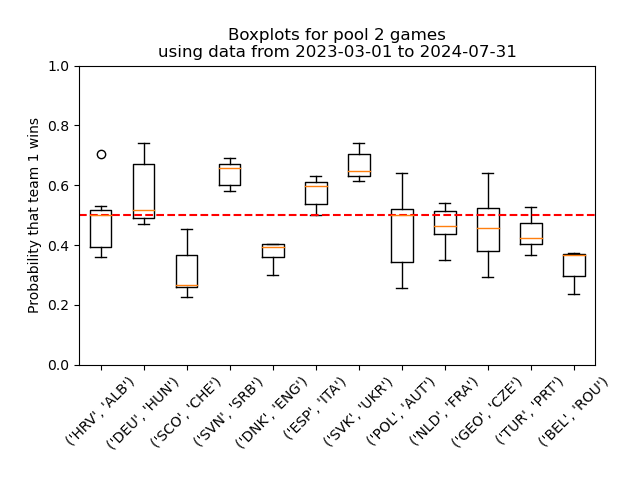 Boxplots for pool 2 games
using data from 2023-03-01 to 2024-07-31
Probability that team 1 wins
1.0
0.8
0.6
0.4
0.2
0.0
('HRV', 'ALB')
('DEU', 'HUN')
('SCO', 'CHE')
('SVN', 'SRB')
('DNK', 'ENG')
('ESP', 'ITA')
('SVK', 'UKR')
('POL', 'AUT')
('NLD', 'FRA')
('GEO', 'CZE')
('TUR', 'PRT')
('BEL', 'ROU')